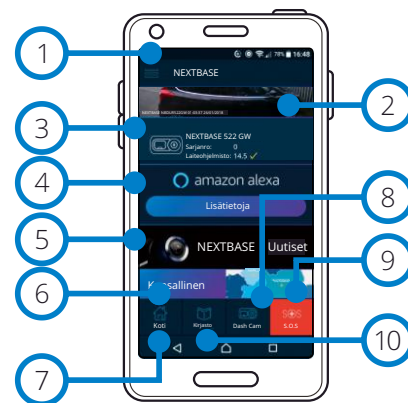 1
78% 16:48
NEXTBASE
2
3
NEXTBASE 522 GW
Sarjanro: 0
Laiteohjelmisto: 14.5
4
amazon alexa
Lisätietoja
8
5
NEXTBASE Uutiset
9
6
Koti
Kirjasto
Dash Cam
SOS
S.O.S
7
10